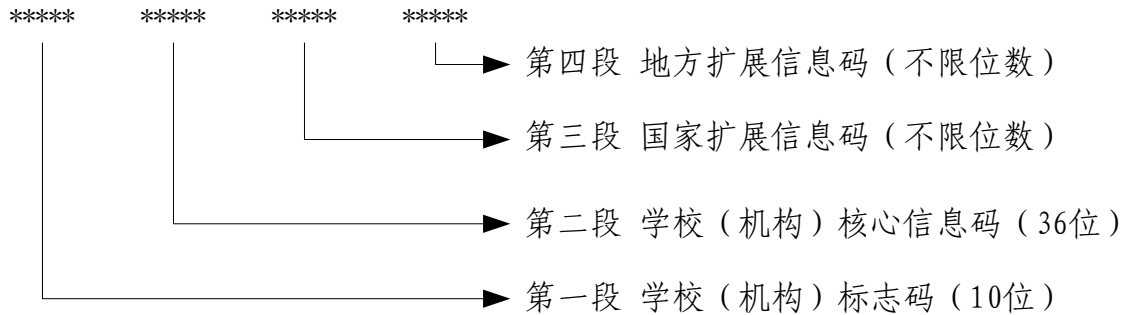 ***** ***** ***** *****
第四段 地方扩展信息码（不限位数）
第三段 国家扩展信息码（不限位数）
第二段 学校（机构）核心信息码（36位）
第一段 学校（机构）标志码（10位）